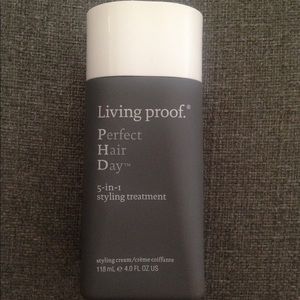 Living proof.®
Perfect
Hair
Day™
5-in-1
styling treatment
styling cream/crème coiffante
118 mL ℮ 4.0 FL.OZ.US